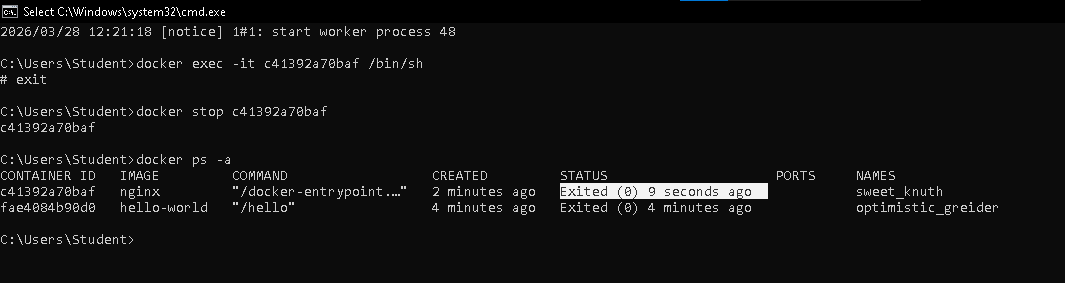 Select C:\Windows\system32\cmd.exe
2026/03/28 12:21:18 [notice] 1#1: start worker process 48
C:\Users\Student>docker exec -it c41392a70baf /bin/sh
# exit
C:\Users\Student>docker stop c41392a70baf
c41392a70baf
C:\Users\Student>docker ps -a
CONTAINER ID   IMAGE         COMMAND                  CREATED         STATUS                     PORTS     NAMES
c41392a70baf   nginx         "/docker-entrypoint.…"   2 minutes ago   Exited (0) 9 seconds ago             sweet_knuth
fae4084b90d0   hello-world   "/hello"                 4 minutes ago   Exited (0) 4 minutes ago             optimistic_greider
C:\Users\Student>